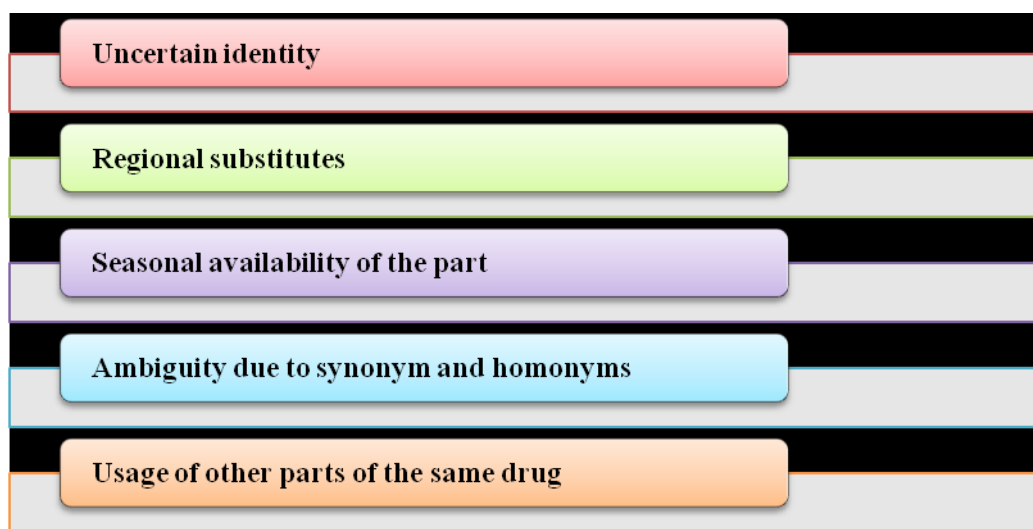 Uncertain identity
Regional substitutes
Seasonal availability of the part
Ambiguity due to synonym and homonyms
Usage of other parts of the same drug